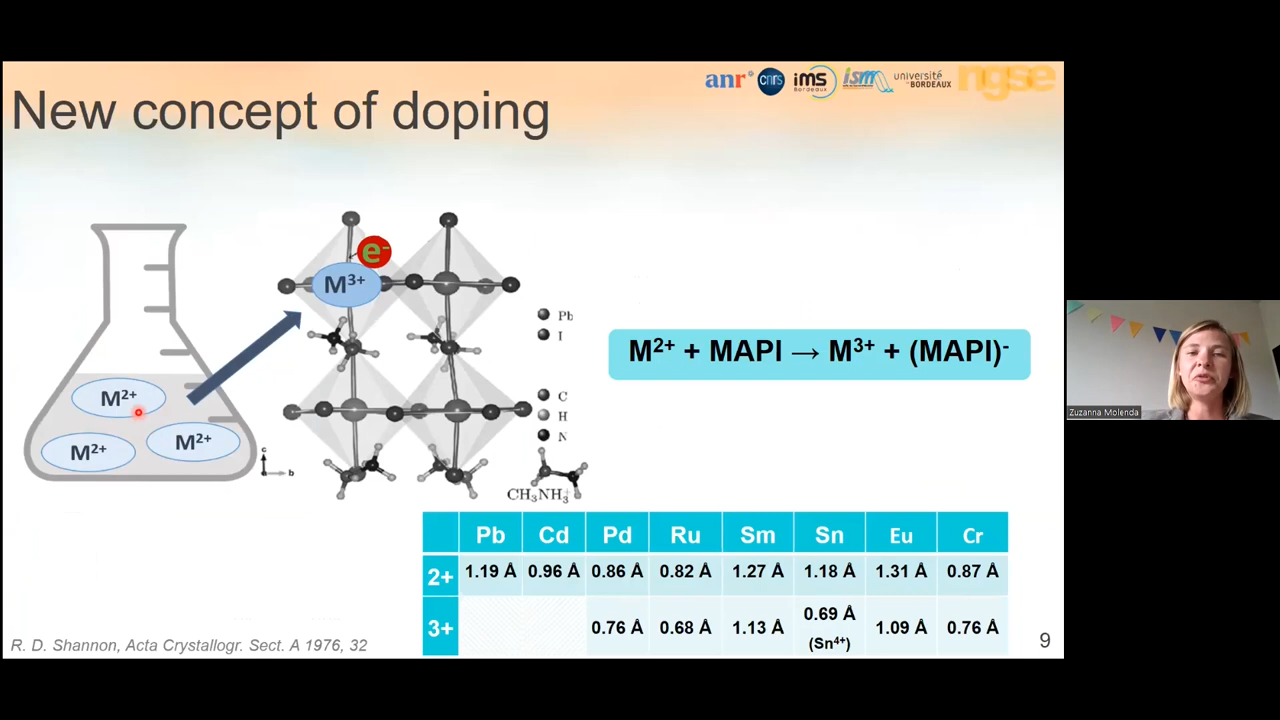 anr
cnrs
ims
Bordeaux
ism
université
de BORDEAUX
ngse
New concept of doping
e-
M³⁺
Pb
I
M²⁺ + MAPI → M³⁺ + (MAPI)⁻
M²⁺
M²⁺
M²⁺
C
H
N
c
b
CH₃NH₃⁺
Zuzanna Molenda
Pb Cd Pd Ru Sm Sn Eu Cr
2+ 1.19 Å 0.96 Å 0.86 Å 0.82 Å 1.27 Å 1.18 Å 1.31 Å 0.87 Å
3+ 0.76 Å 0.68 Å 1.13 Å 0.69 Å (Sn⁴⁺) 1.09 Å 0.76 Å
R. D. Shannon, Acta Crystallogr. Sect. A 1976, 32
9